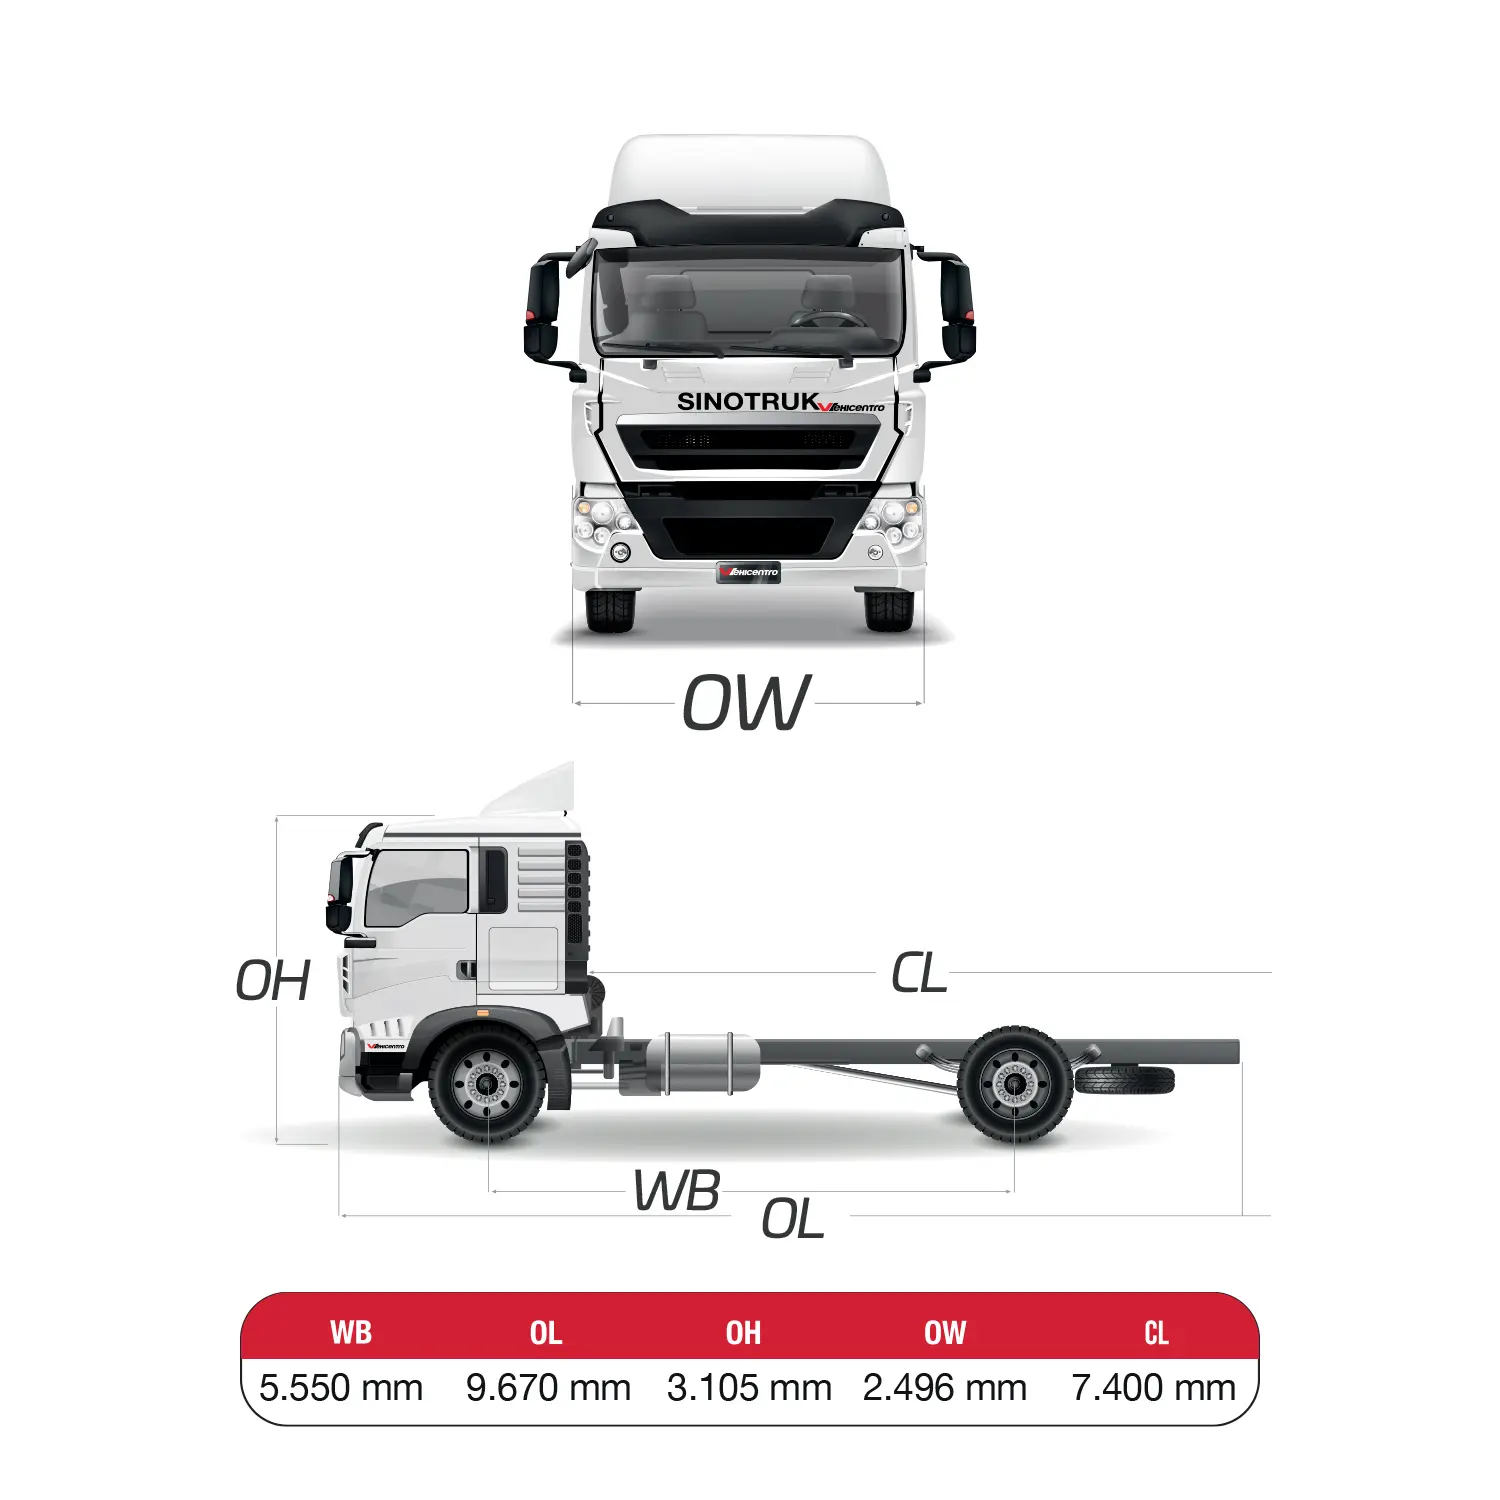 SINOTRUK VEHICENTRO
VEHICENTRO
OW
OH
CL
VEHICENTRO
WB
OL
WB OL OH OW CL
5.550 mm 9.670 mm 3.105 mm 2.496 mm 7.400 mm